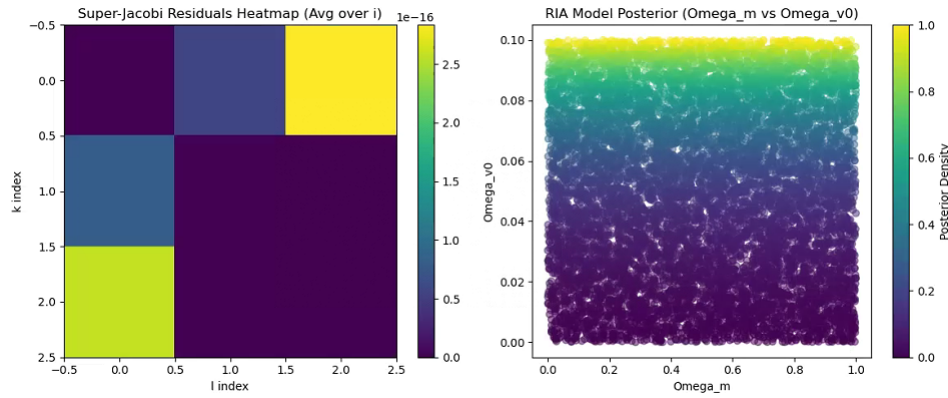 Super-Jacobi Residuals Heatmap (Avg over i)
1e−16
−0.5
0.0
0.5
1.0
1.5
2.0
2.5
k index
−0.5 0.0 0.5 1.0 1.5 2.0 2.5
l index
2.5
2.0
1.5
1.0
0.5
0.0
RIA Model Posterior (Omega_m vs Omega_v0)
0.10
0.08
0.06
0.04
0.02
0.00
Omega_v0
0.0 0.2 0.4 0.6 0.8 1.0
Omega_m
1.0
0.8
0.6
0.4
0.2
0.0
Posterior Density